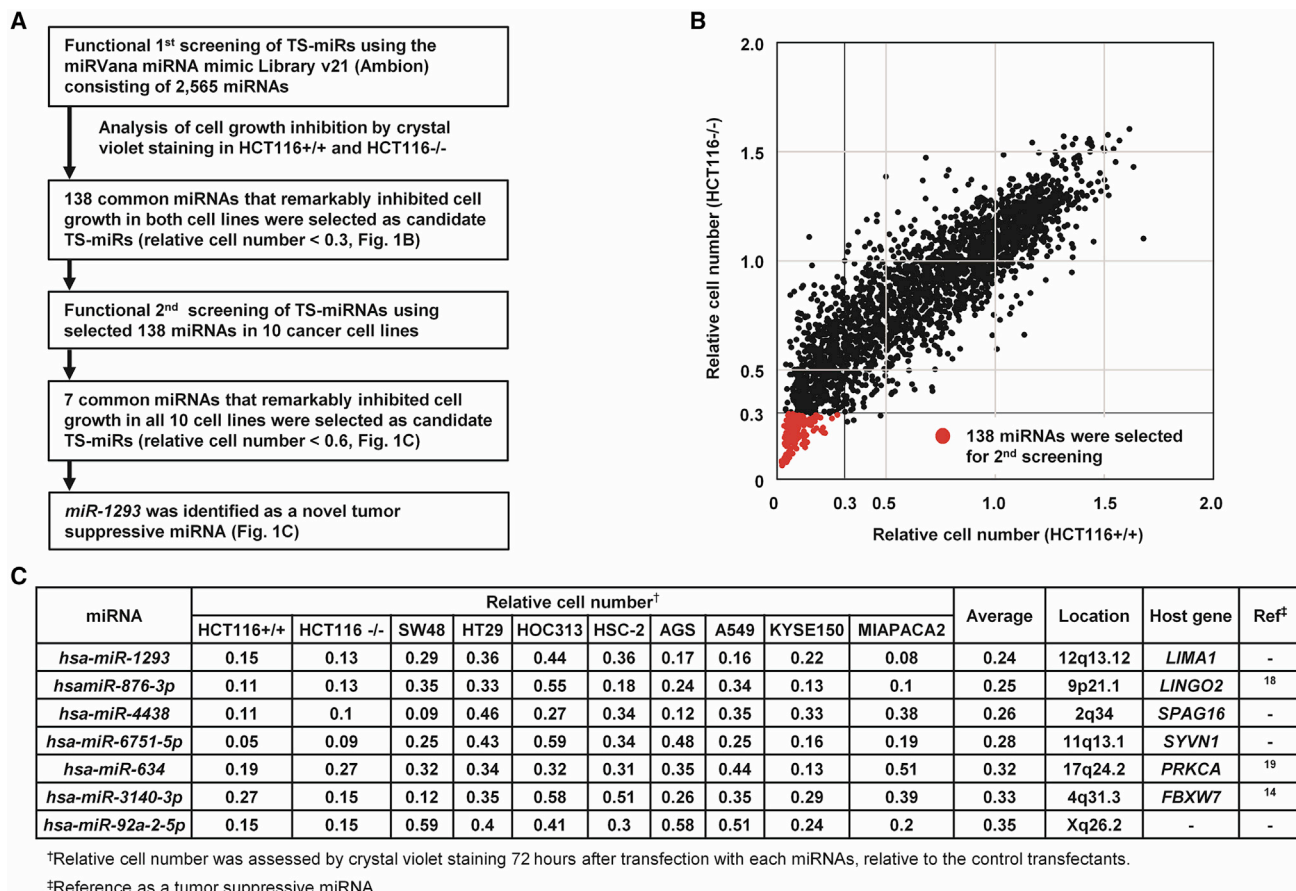 A
Functional 1st screening of TS-miRs using the
miRVana miRNA mimic Library v21 (Ambion)
consisting of 2,565 miRNAs
Analysis of cell growth inhibition by crystal
violet staining in HCT116+/+ and HCT116-/-
138 common miRNAs that remarkably inhibited cell
growth in both cell lines were selected as candidate
TS-miRs (relative cell number < 0.3, Fig. 1B)
Functional 2nd screening of TS-miRNAs using
selected 138 miRNAs in 10 cancer cell lines
7 common miRNAs that remarkably inhibited cell
growth in all 10 cell lines were selected as candidate
TS-miRs (relative cell number < 0.6, Fig. 1C)
miR-1293 was identified as a novel tumor
suppressive miRNA (Fig. 1C)
B
Relative cell number (HCT116-/-)
2.0
1.5
1.0
0.5
0.3
0
138 miRNAs were selected
for 2nd screening
0 0.3 0.5 1.0 1.5 2.0
Relative cell number (HCT116+/+)
C
miRNA Relative cell number† Average Location Host gene Ref‡
HCT116+/+ HCT116 -/- SW48 HT29 HOC313 HSC-2 AGS A549 KYSE150 MIAPACA2
hsa-miR-1293 0.15 0.13 0.29 0.36 0.44 0.36 0.17 0.16 0.22 0.08 0.24 12q13.12 LIMA1 -
hsamiR-876-3p 0.11 0.13 0.35 0.33 0.55 0.18 0.24 0.34 0.13 0.1 0.25 9p21.1 LINGO2 18
hsa-miR-4438 0.11 0.1 0.09 0.46 0.27 0.34 0.12 0.35 0.33 0.38 0.26 2q34 SPAG16 -
hsa-miR-6751-5p 0.05 0.09 0.25 0.43 0.59 0.34 0.48 0.25 0.16 0.19 0.28 11q13.1 SYVN1 -
hsa-miR-634 0.19 0.27 0.32 0.34 0.32 0.31 0.35 0.44 0.13 0.51 0.32 17q24.2 PRKCA 19
hsa-miR-3140-3p 0.27 0.15 0.12 0.35 0.58 0.51 0.26 0.35 0.29 0.39 0.33 4q31.3 FBXW7 14
hsa-miR-92a-2-5p 0.15 0.15 0.59 0.4 0.41 0.3 0.58 0.51 0.24 0.2 0.35 Xq26.2 - -
†Relative cell number was assessed by crystal violet staining 72 hours after transfection with each miRNAs, relative to the control transfectants.
‡Reference as a tumor suppressive miRNA